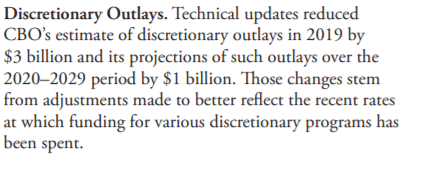 Discretionary Outlays. Technical updates reduced
CBO’s estimate of discretionary outlays in 2019 by
$3 billion and its projections of such outlays over the
2020–2029 period by $1 billion. Those changes stem
from adjustments made to better reflect the recent rates
at which funding for various discretionary programs has
been spent.